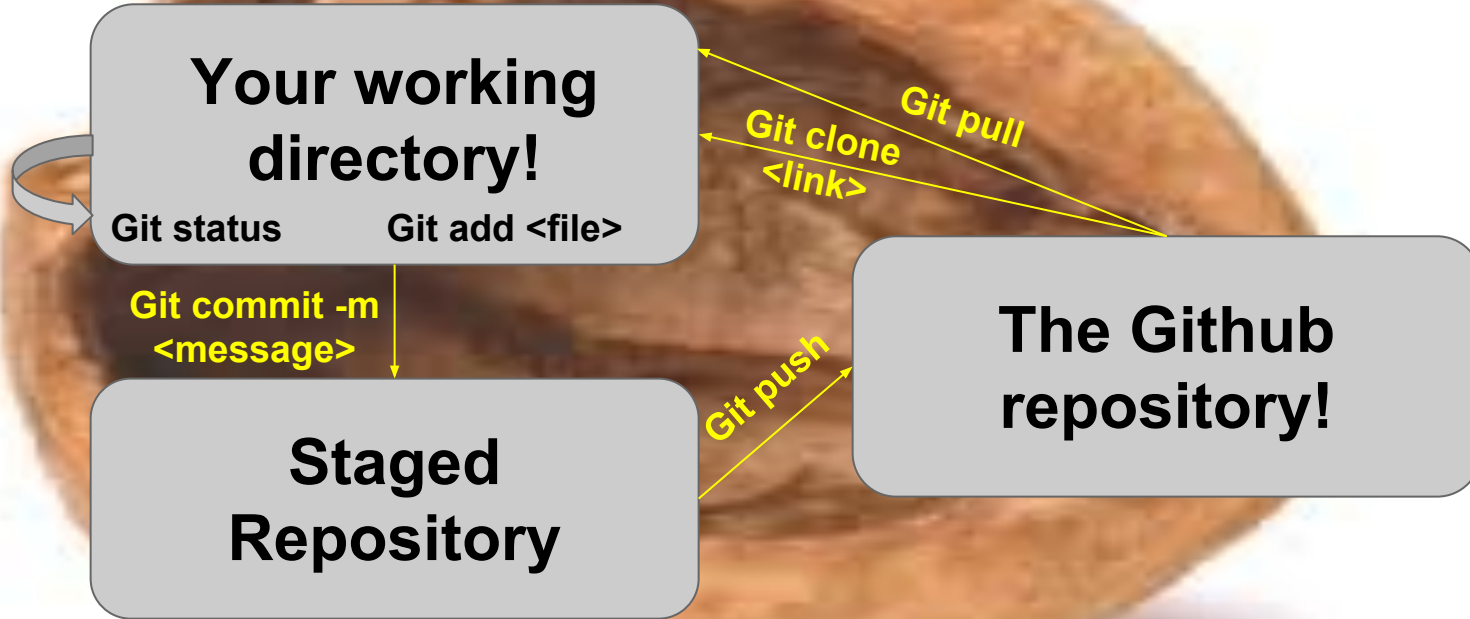 Your working
directory!
Git status
Git add <file>
Git pull
Git clone
<link>
Git commit -m
<message>
Git push
The Github
repository!
Staged
Repository